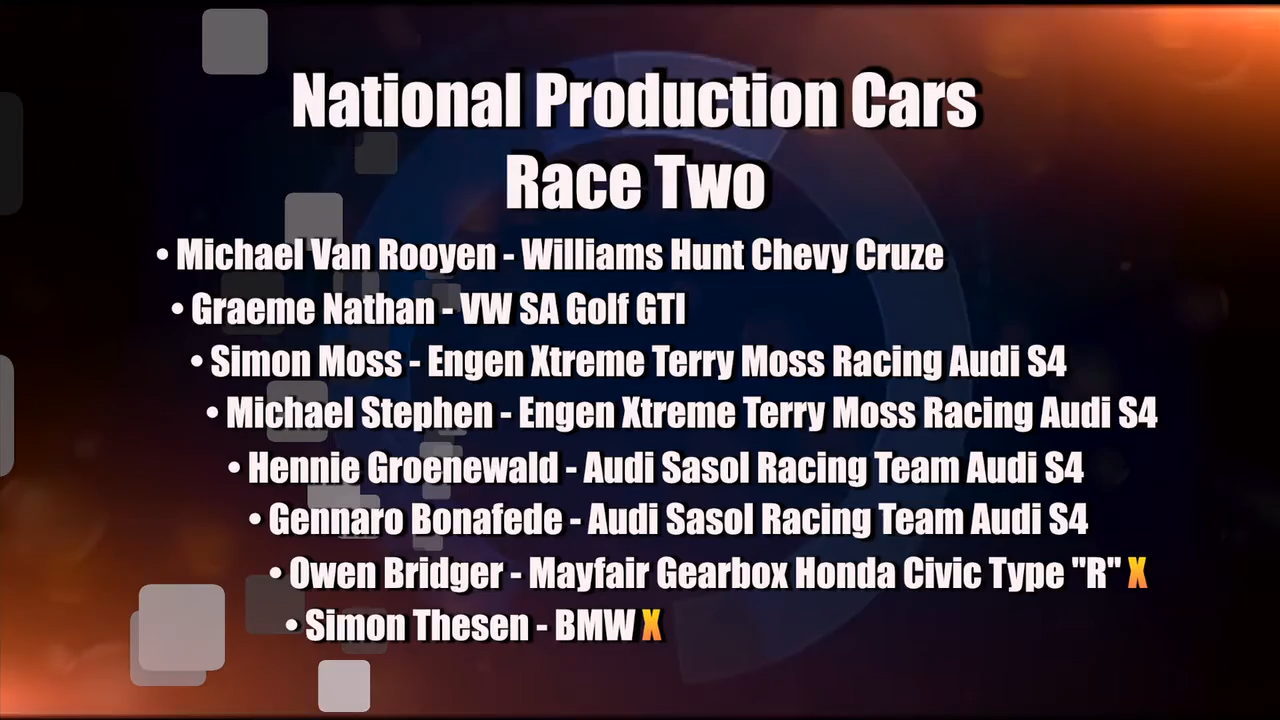 National Production Cars
Race Two
• Michael Van Rooyen - Williams Hunt Chevy Cruze
• Graeme Nathan - VW SA Golf GTI
• Simon Moss - Engen Xtreme Terry Moss Racing Audi S4
• Michael Stephen - Engen Xtreme Terry Moss Racing Audi S4
• Hennie Groenewald - Audi Sasol Racing Team Audi S4
• Gennaro Bonafede - Audi Sasol Racing Team Audi S4
• Owen Bridger - Mayfair Gearbox Honda Civic Type "R" X
• Simon Thesen - BMW X